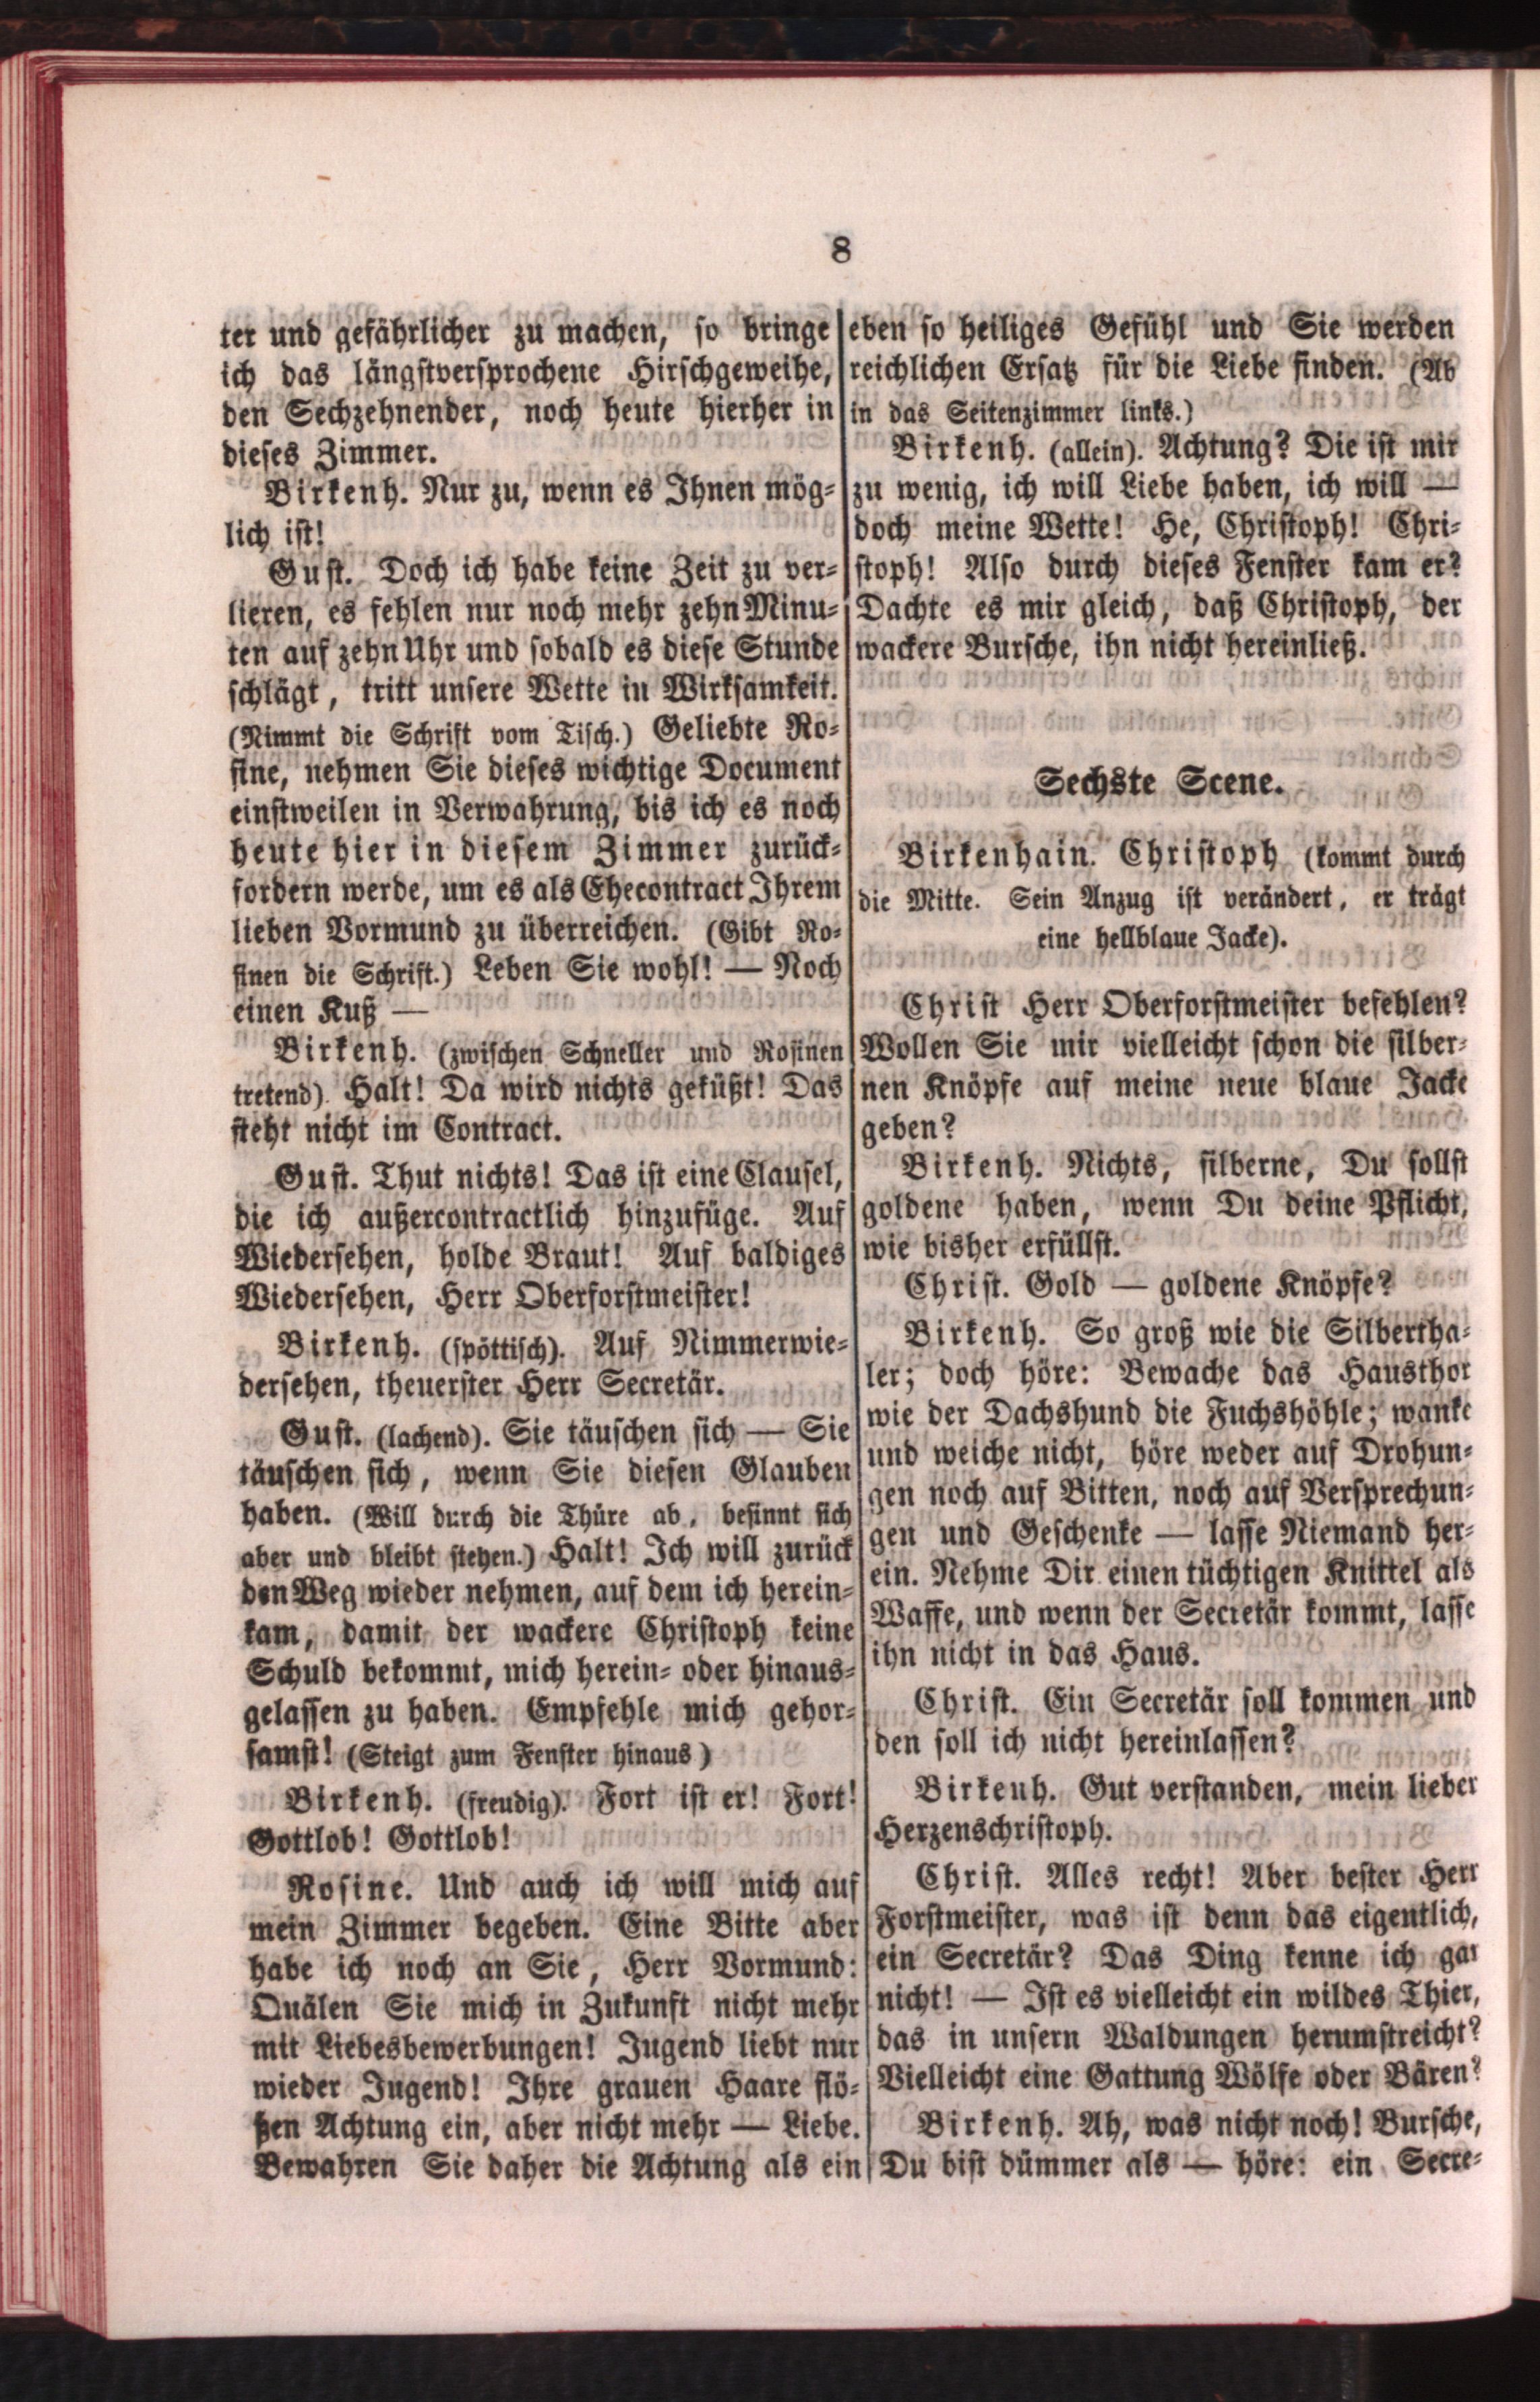 8
ter und gefährlicher zu machen, so bringe
ich das längstversprochene Hirschgeweihe,
den Sechzehnender, noch heute hierher in
dieses Zimmer.
Birkenh. Nur zu, wenn es Ihnen mög-
lich ist!
Gust. Doch ich habe keine Zeit zu ver-
lieren, es fehlen nur noch mehr zehn Minu-
ten auf zehn Uhr und sobald es diese Stunde
schlägt, tritt unsere Wette in Wirksamkeit.
(Nimmt die Schrift vom Tisch.) Geliebte Ro-
sine, nehmen Sie dieses wichtige Document
einstweilen in Verwahrung, bis ich es noch
heute hier in diesem Zimmer zurück-
fordern werde, um es als Ehecontract Ihrem
lieben Vormund zu überreichen. (Gibt Ro-
sinen die Schrift.) Leben Sie wohl! — Noch
einen Kuß —
Birkenh. (zwischen Schneller und Rosinen
tretend). Halt! Da wird nichts geküßt! Das
steht nicht im Contract.
Gust. Thut nichts! Das ist eine Clausel,
die ich außercontractlich hinzufüge. Auf
Wiedersehen, holde Braut! Auf baldiges
Wiedersehen, Herr Oberforstmeister!
Birkenh. (spöttisch). Auf Nimmerwie-
dersehen, theuerster Herr Secretär.
Gust. (lachend). Sie täuschen sich — Sie
täuschen sich, wenn Sie diesen Glauben
haben. (Will durch die Thüre ab, besinnt sich
aber und bleibt stehen.) Halt! Ich will zurück
den Weg wieder nehmen, auf dem ich herein-
kam, damit der wackere Christoph keine
Schuld bekommt, mich herein- oder hinaus-
gelassen zu haben. Empfehle mich gehor-
samst! (Steigt zum Fenster hinaus)
Birkenh. (freudig). Fort ist er! Fort!
Gottlob! Gottlob!
Rosine. Und auch ich will mich auf
mein Zimmer begeben. Eine Bitte aber
habe ich noch an Sie, Herr Vormund:
Quälen Sie mich in Zukunft nicht mehr
mit Liebesbewerbungen! Jugend liebt nur
wieder Jugend! Ihre grauen Haare flö-
ßen Achtung ein, aber nicht mehr — Liebe.
Bewahren Sie daher die Achtung als ein
eben so heiliges Gefühl und Sie werden
reichlichen Ersatz für die Liebe finden. (Ab
in das Seitenzimmer links.)
Birkenh. (allein). Achtung? Die ist mir
zu wenig, ich will Liebe haben, ich will —
doch meine Wette! He, Christoph! Chri-
stoph! Also durch dieses Fenster kam er?
Dachte es mir gleich, daß Christoph, der
wackere Bursche, ihn nicht hereinließ.
Sechste Scene.
Birkenhain. Christoph (kommt durch
die Mitte. Sein Anzug ist verändert, er trägt
eine hellblaue Jacke).
Christ Herr Oberforstmeister befehlen?
Wollen Sie mir vielleicht schon die silber-
nen Knöpfe auf meine neue blaue Jacke
geben?
Birkenh. Nichts, silberne, Du sollst
goldene haben, wenn Du deine Pflicht,
wie bisher erfüllst.
Christ. Gold — goldene Knöpfe?
Birkenh. So groß wie die Silbertha-
ler; doch höre: Bewache das Hausthor
wie der Dachshund die Fuchshöhle; wanke
und weiche nicht, höre weder auf Drohun-
gen noch auf Bitten, noch auf Versprechun-
gen und Geschenke — lasse Niemand her-
ein. Nehme Dir einen tüchtigen Knittel als
Waffe, und wenn der Secretär kommt, lasse
ihn nicht in das Haus.
Christ. Ein Secretär soll kommen und
den soll ich nicht hereinlassen?
Birkenh. Gut verstanden, mein lieber
Herzenschristoph.
Christ. Alles recht! Aber bester Herr
Forstmeister, was ist denn das eigentlich,
ein Secretär? Das Ding kenne ich gar
nicht! — Ist es vielleicht ein wildes Thier,
das in unsern Waldungen herumstreicht?
Vielleicht eine Gattung Wölfe oder Bären?
Birkenh. Ah, was nicht noch! Bursche,
Du bist dümmer als — höre: ein Secre-